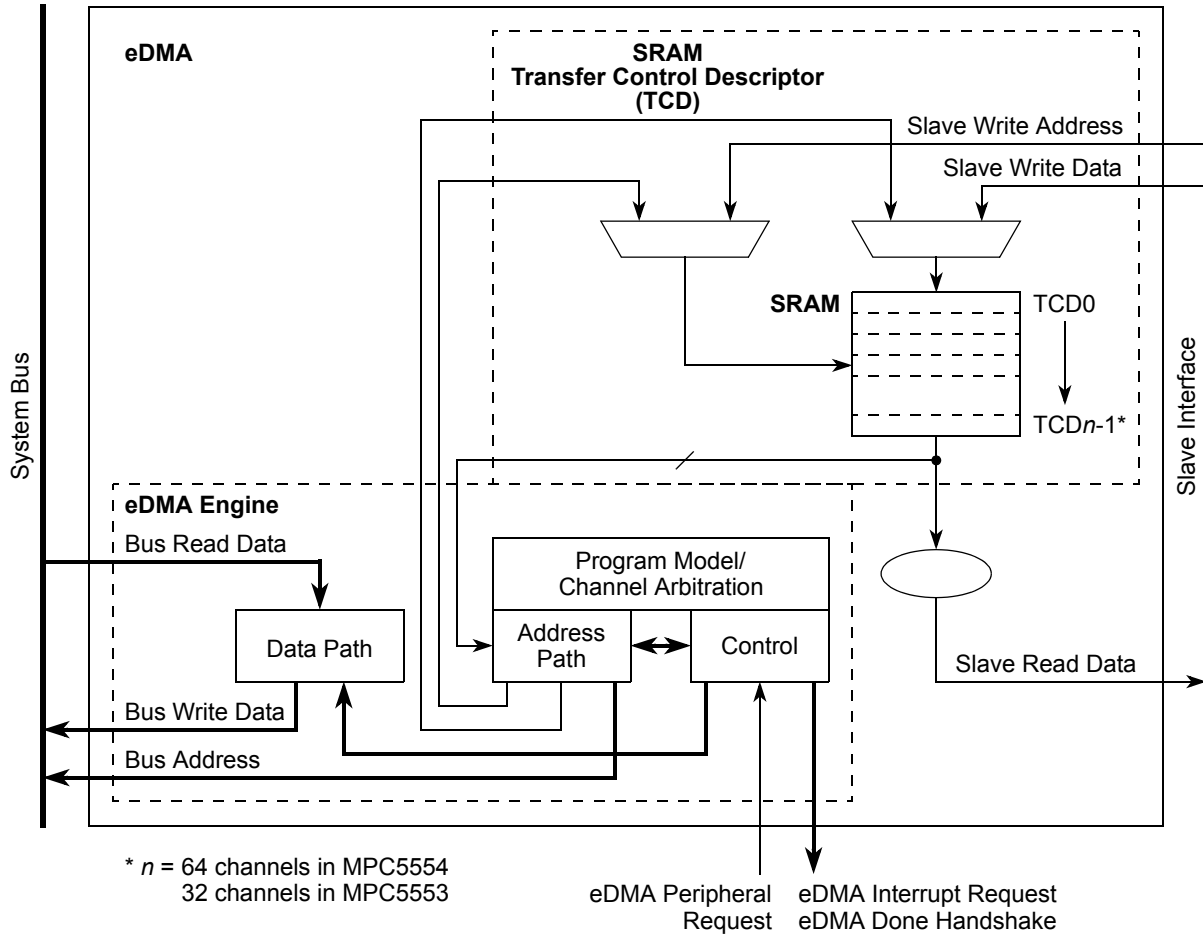 eDMA
SRAM
Transfer Control Descriptor
(TCD)
Slave Write Address
Slave Write Data
SRAM
TCD0
TCDn-1*
System Bus
Slave Interface
eDMA Engine
Bus Read Data
Program Model/
Channel Arbitration
Data Path
Address
Path
Control
Slave Read Data
Bus Write Data
Bus Address
* n = 64 channels in MPC5554
32 channels in MPC5553
eDMA Peripheral
Request
eDMA Interrupt Request
eDMA Done Handshake